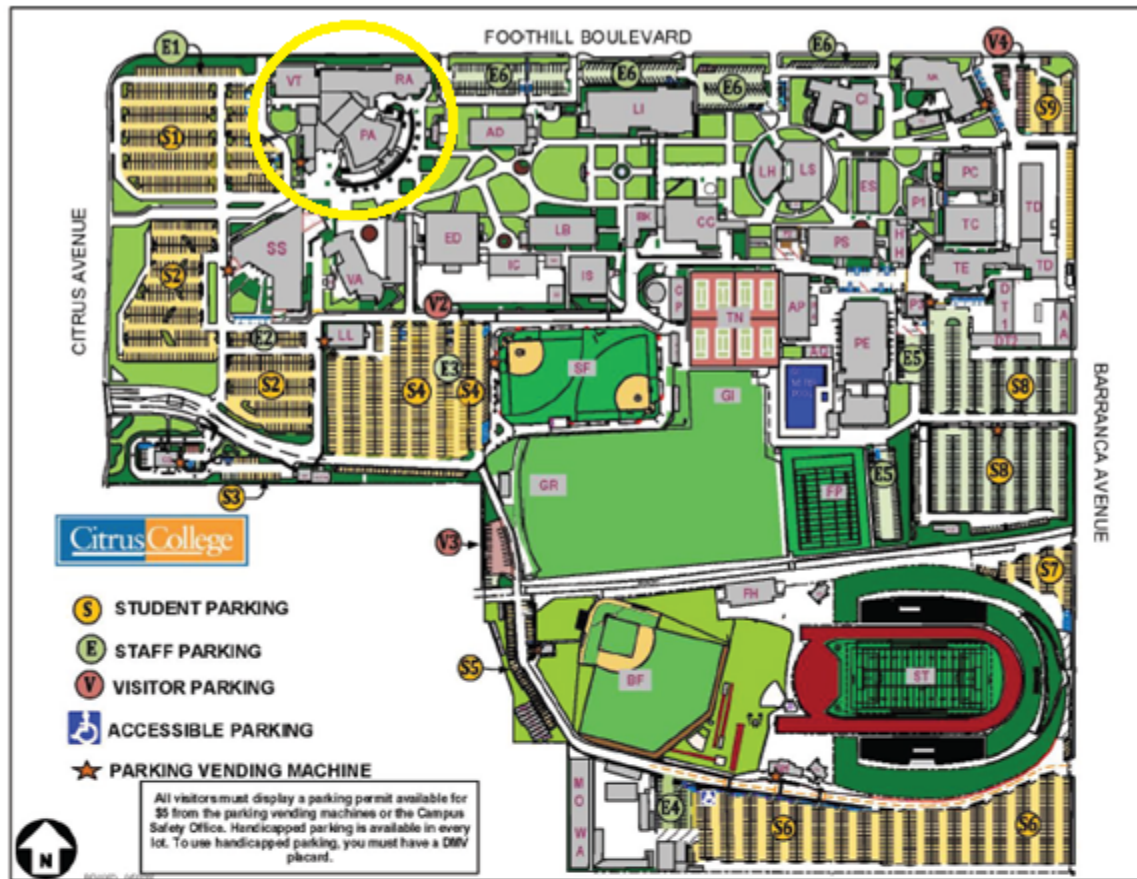 FOOTHILL BOULEVARD
E1
E6
V4
VT
RA
E6
E6
E6
CI
S9
S1
PA
AD
LI
LH
LS
ES
PC
P1
TD
CITRUS AVENUE
SS
ED
LB
BK
CC
PS
H
H
TC
S2
VA
IC
IS
TE
TD
V2
C
P
TN
AP
P3
D
T
1
A
A
E2
LL
SF
PE
DT2
E5
S2
S4
E3
S4
GI
S8
BARRANCA AVENUE
S3
GR
FP
E5
S8
CitrusCollege
V3
S7
FH
S STUDENT PARKING
E STAFF PARKING
V VISITOR PARKING
ACCESSIBLE PARKING
PARKING VENDING MACHINE
S5
BF
ST
All visitors must display a parking permit available for
$5 from the parking vending machines or the Campus
Safety Office. Handicapped parking is available in every
lot. To use handicapped parking, you must have a DMV
placard.
M
O
W
A
E4
S6
S6
N